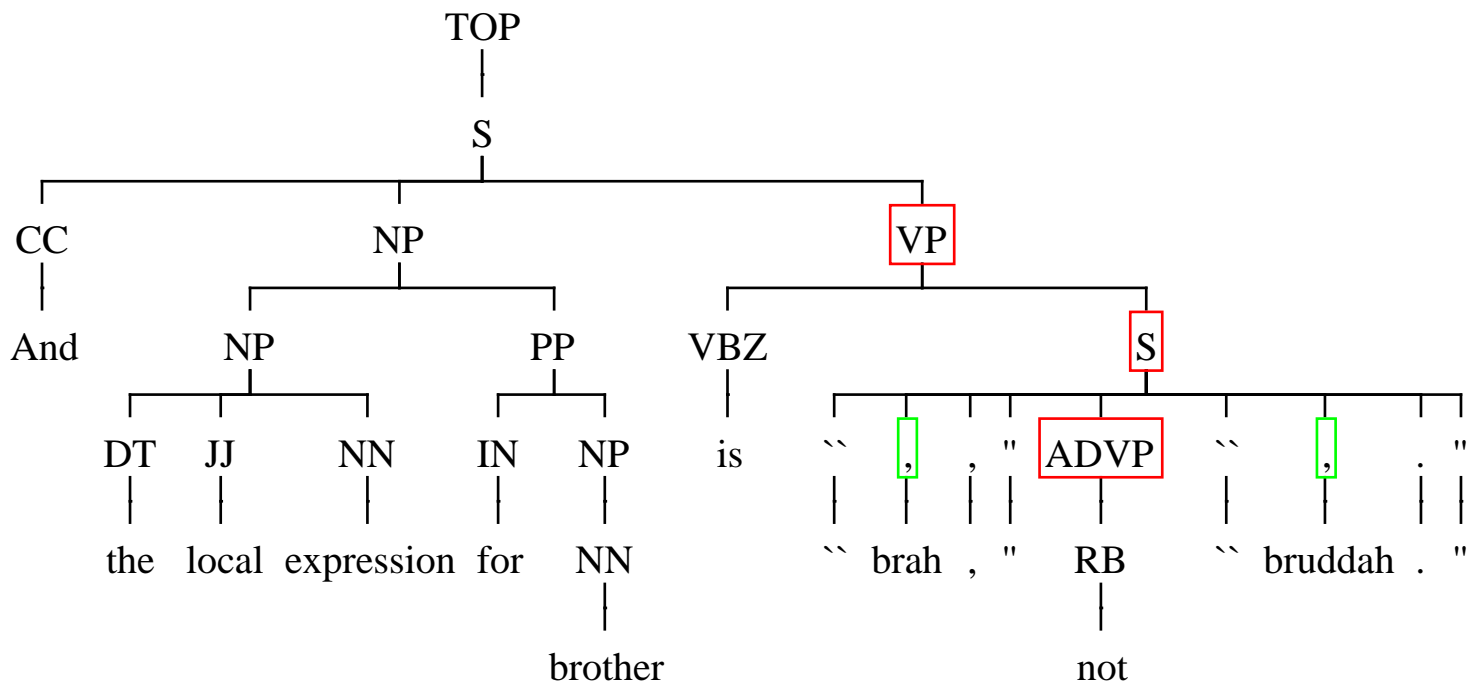 TOP
S
CC NP VP
And NP PP VBZ S
DT JJ NN IN NP is `` , , " ADVP `` , . "
the local expression for NN `` brah , " RB `` bruddah . "
brother not